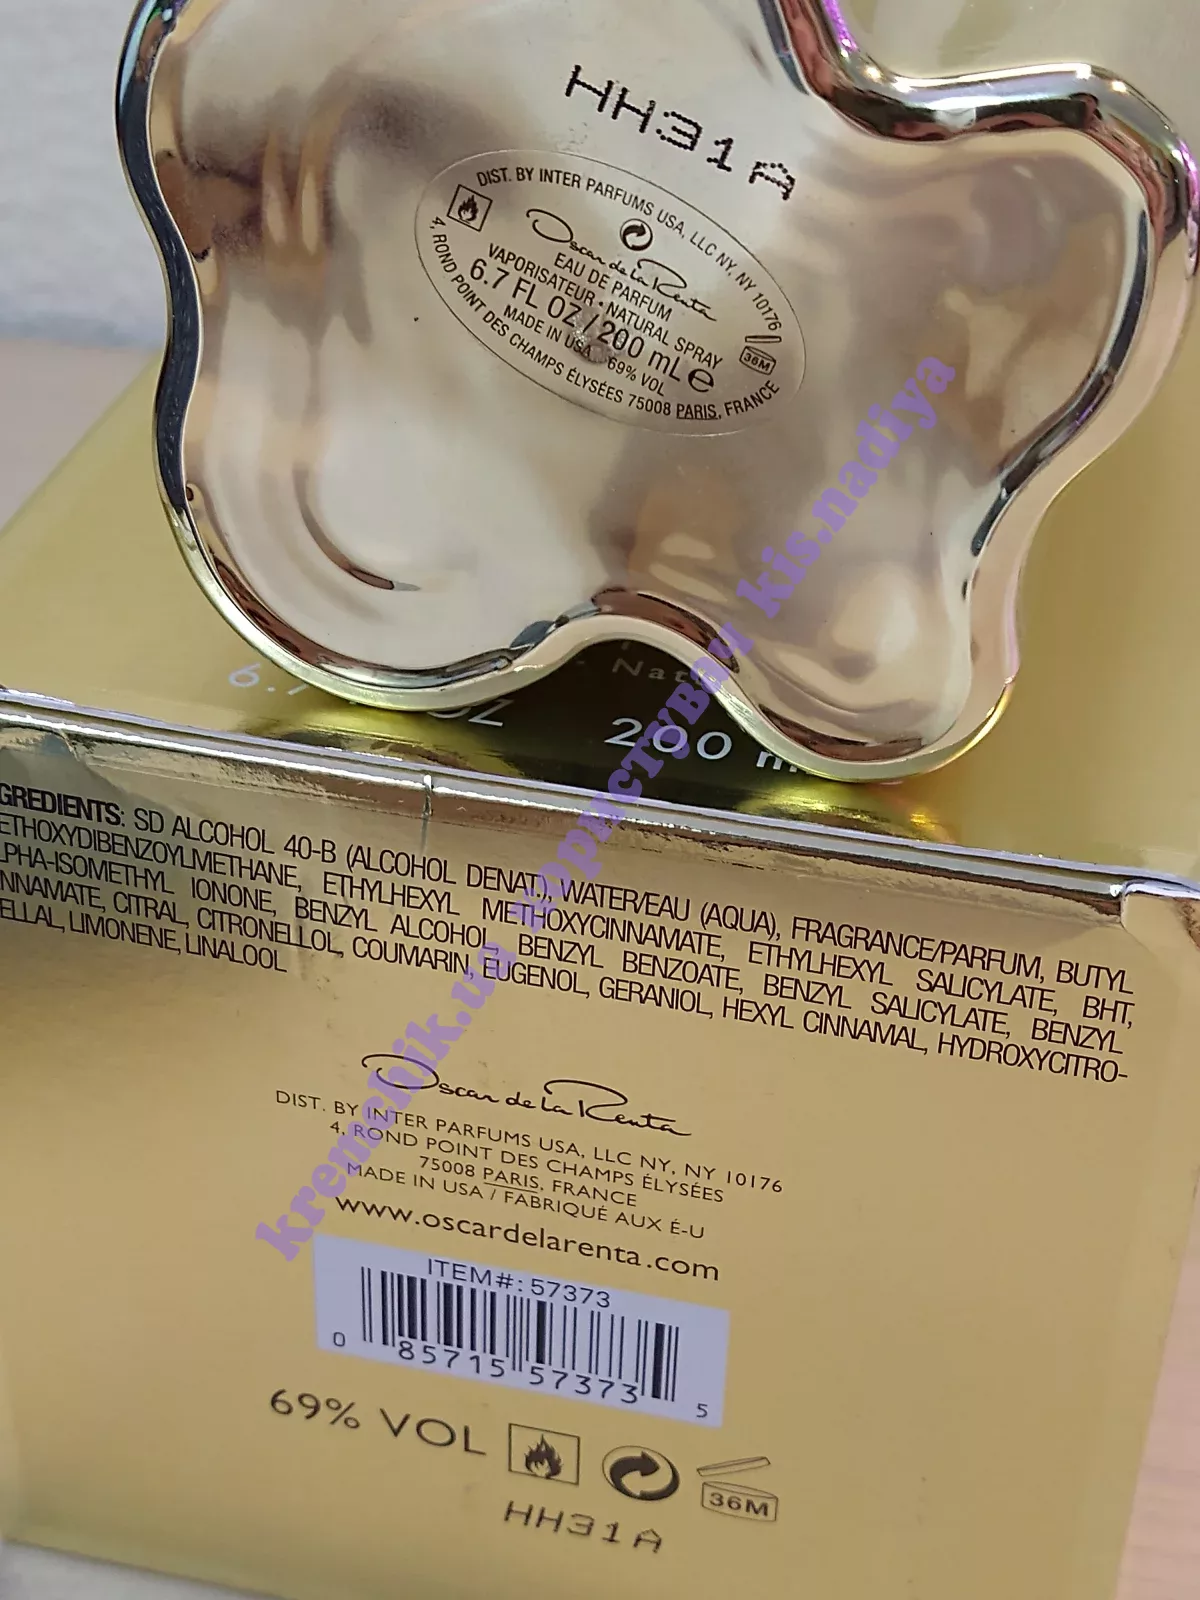 HH31A
DIST. BY INTER PARFUMS USA, LLC NY, NY 10176
Oscar de la Renta
EAU DE PARFUM
VAPORISATEUR • NATURAL SPRAY
6.7 FL OZ / 200 mL e
MADE IN USA 69% VOL
36M
4, ROND POINT DES CHAMPS ÉLYSÉES 75008 PARIS, FRANCE
6.7
OZ
200 m
GREDIENTS: SD ALCOHOL 40-B (ALCOHOL DENAT.), WATER/EAU (AQUA), FRAGRANCE/PARFUM, BUTYL
ETHOXYDIBENZOYLMETHANE, ETHYLHEXYL METHOXYCINNAMATE, ETHYLHEXYL SALICYLATE, BHT,
LPHA-ISOMETHYL IONONE, BENZYL ALCOHOL, BENZYL BENZOATE, BENZYL SALICYLATE, BENZYL
NNAMATE, CITRAL, CITRONELLOL, COUMARIN, EUGENOL, GERANIOL, HEXYL CINNAMAL, HYDROXYCITRO-
ELLAL, LIMONENE, LINALOOL
Oscar de la Renta
DIST. BY INTER PARFUMS USA, LLC NY, NY 10176
4, ROND POINT DES CHAMPS ÉLYSÉES
75008 PARIS, FRANCE
MADE IN USA / FABRIQUÉ AUX É-U
www.oscardelarenta.com
ITEM#: 57373
0 85715 57373 5
69% VOL
36M
HH31A
kremchik.ua користувач kis.nadiya